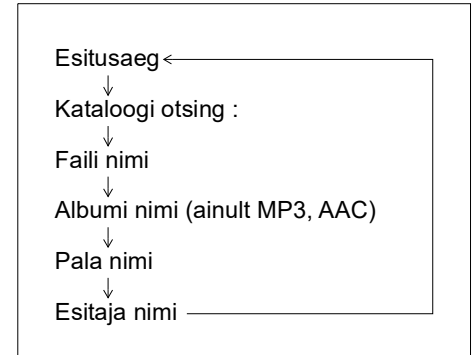 Esitusaeg
Kataloogi otsing :
Faili nimi
Albumi nimi (ainult MP3, AAC)
Pala nimi
Esitaja nimi